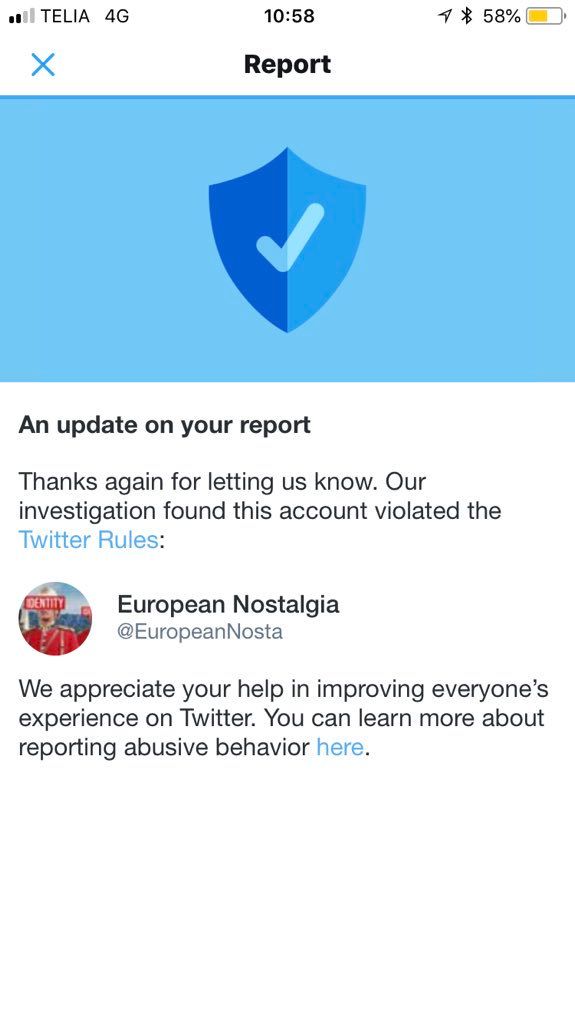 TELIA 4G 10:58 58%
Report
An update on your report
Thanks again for letting us know. Our
investigation found this account violated the
Twitter Rules:
IDENTITY
European Nostalgia
@EuropeanNosta
We appreciate your help in improving everyone’s
experience on Twitter. You can learn more about
reporting abusive behavior here.